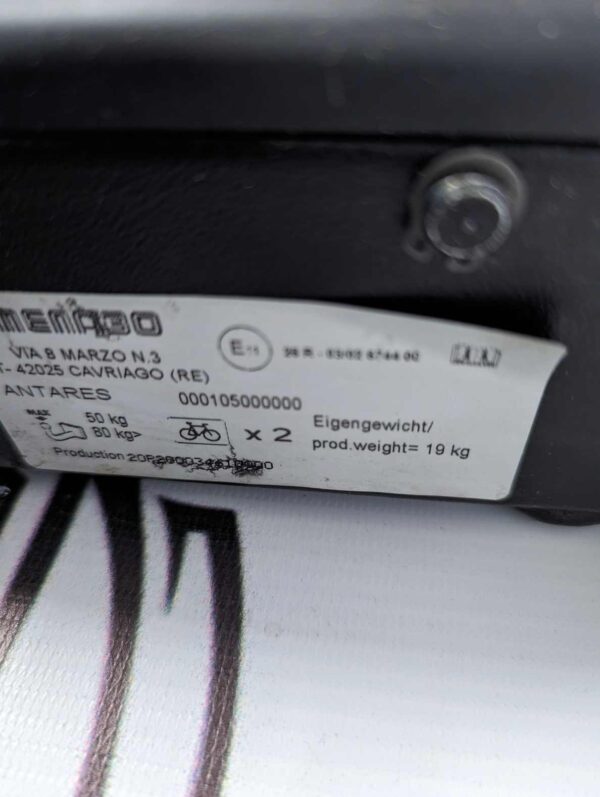 MENABO
VIA 8 MARZO N.3
- 42025 CAVRIAGO (RE)
ANTARES
000105000000
MAX
50 kg
80 kg>
x 2
Eigengewicht/
prod.weight= 19 kg
Production